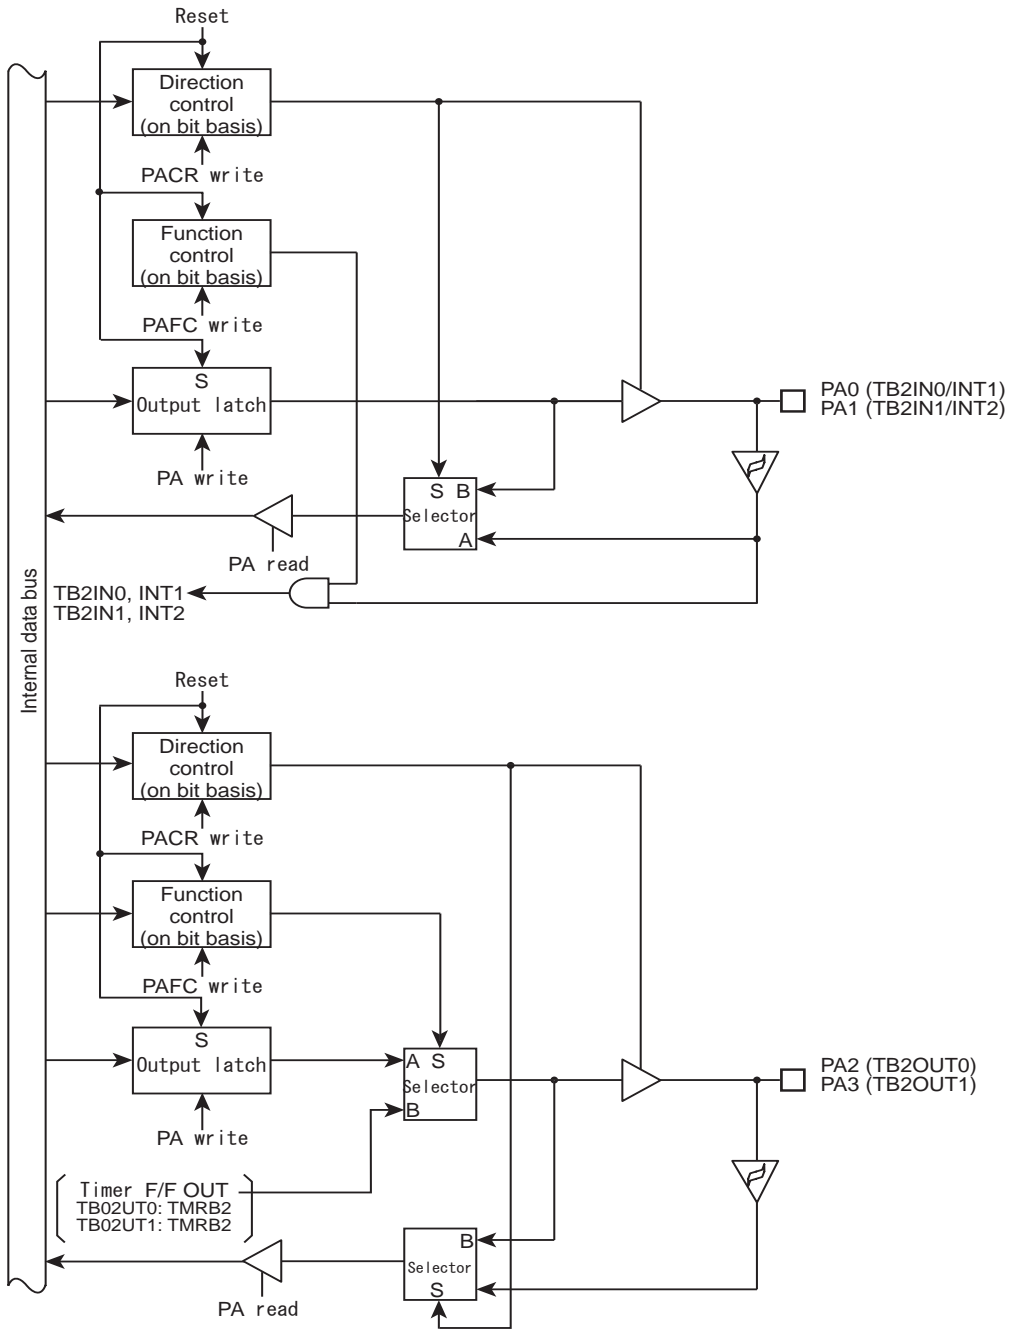 Reset
Direction
control
(on bit basis)
PACR write
Function
control
(on bit basis)
PAFC write
S
Output latch
PA write
PA0 (TB2IN0/INT1)
PA1 (TB2IN1/INT2)
S B
Selector
A
PA read
TB2IN0, INT1
TB2IN1, INT2
Internal data bus
Reset
Direction
control
(on bit basis)
PACR write
Function
control
(on bit basis)
PAFC write
S
Output latch
PA write
A S
Selector
B
PA2 (TB2OUT0)
PA3 (TB2OUT1)
Timer F/F OUT
TB02UT0: TMRB2
TB02UT1: TMRB2
B
Selector
S
PA read